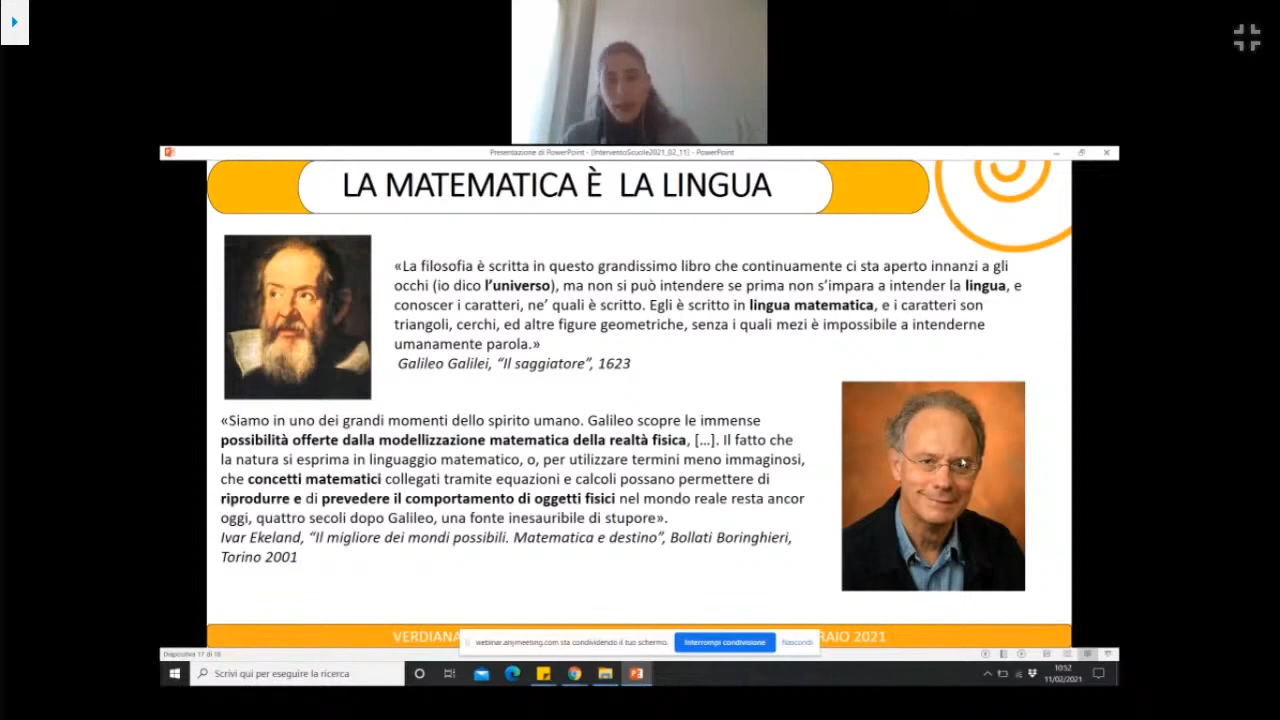 Presentazione di PowerPoint - [InterventoScuole2021_02_11] - PowerPoint
LA MATEMATICA È LA LINGUA
«La filosofia è scritta in questo grandissimo libro che continuamente ci sta aperto innanzi a gli
occhi (io dico l'universo), ma non si può intendere se prima non s'impara a intender la lingua, e
conoscer i caratteri, ne' quali è scritto. Egli è scritto in lingua matematica, e i caratteri son
triangoli, cerchi, ed altre figure geometriche, senza i quali mezi è impossibile a intenderne
umanamente parola.»
Galileo Galilei, "Il saggiatore", 1623
«Siamo in uno dei grandi momenti dello spirito umano. Galileo scopre le immense
possibilità offerte dalla modellizzazione matematica della realtà fisica, [...]. Il fatto che
la natura si esprima in linguaggio matematico, o, per utilizzare termini meno immaginosi,
che concetti matematici collegati tramite equazioni e calcoli possano permettere di
riprodurre e di prevedere il comportamento di oggetti fisici nel mondo reale resta ancor
oggi, quattro secoli dopo Galileo, una fonte inesauribile di stupore».
Ivar Ekeland, "Il migliore dei mondi possibili. Matematica e destino", Bollati Boringhieri,
Torino 2001
VERDIANA RAIO 2021
webinar.anymeeting.com sta condividendo il tuo schermo. Interrompi condivisione Nascondi
Diapositiva 17 di 18
Scrivi qui per eseguire la ricerca
10:52
11/02/2021